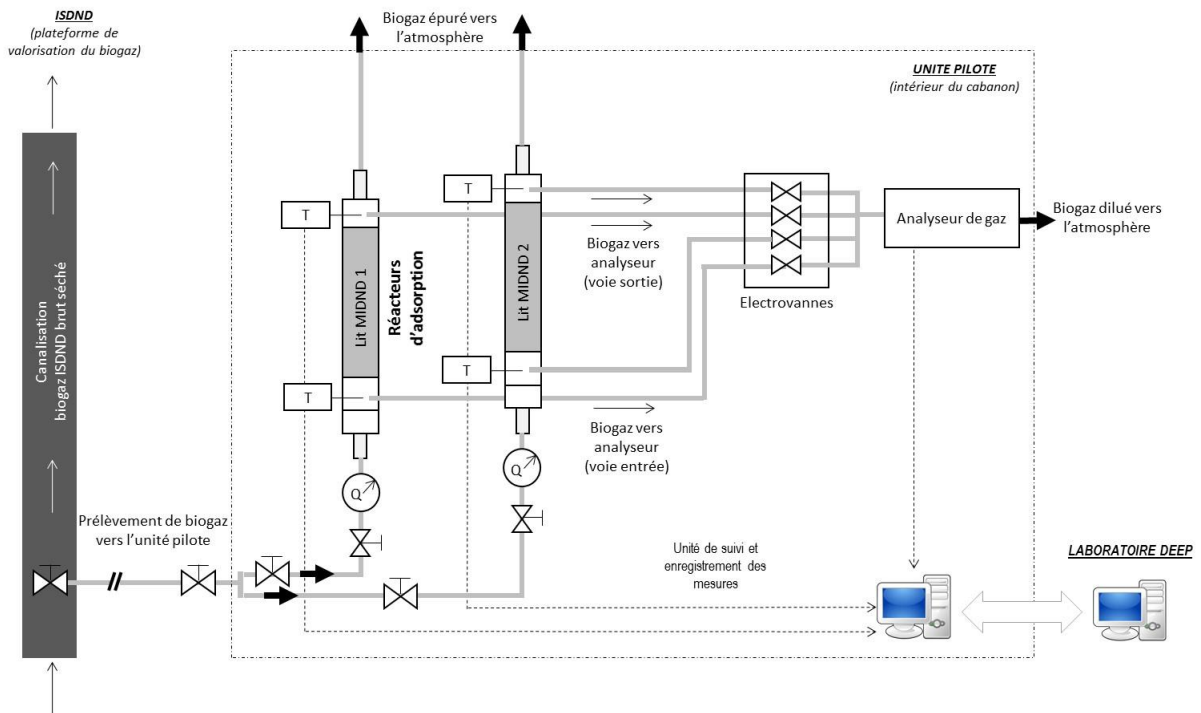 ISDND
(plateforme de
valorisation du biogaz)
Biogaz épuré vers
l'atmosphère
UNITE PILOTE
(intérieur du cabanon)
Canalisation
biogaz ISDND brut séché
T
T
T
T
Lit MIDND 1
Réacteurs
d'adsorption
Lit MIDND 2
Biogaz vers
analyseur
(voie sortie)
Electrovannes
Analyseur de gaz
Biogaz dilué vers
l'atmosphère
Biogaz vers
analyseur
(voie entrée)
Q
Q
Prélèvement de biogaz
vers l'unité pilote
Unité de suivi et
enregistrement des
mesures
LABORATOIRE DEEP